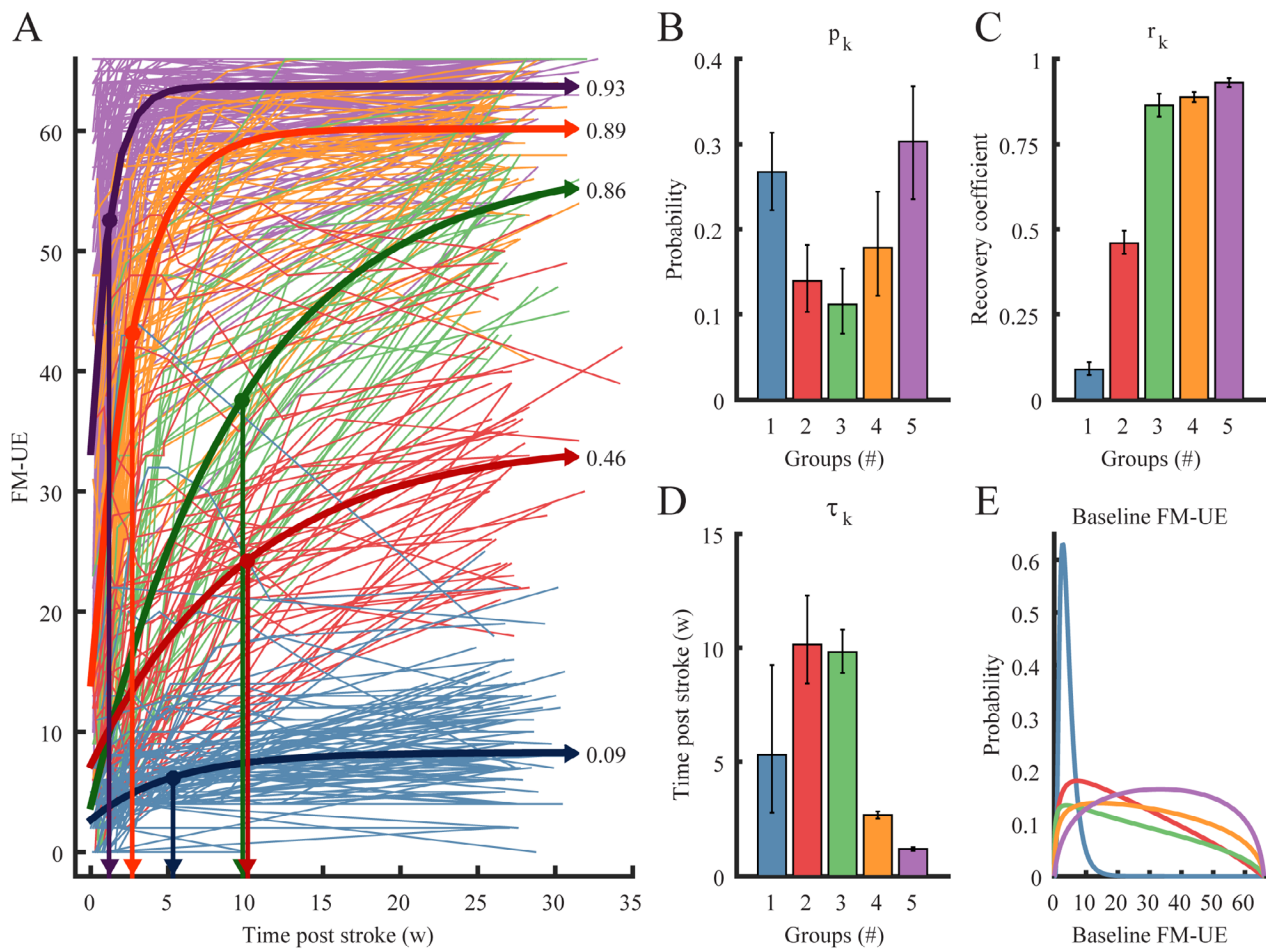 A
FM-UE
60
50
40
30
20
10
0
0.93
0.89
0.86
0.46
0.09
0 5 10 15 20 25 30 35
Time post stroke (w)
B
p_k
Probability
0.4
0.3
0.2
0.1
0
1 2 3 4 5
Groups (#)
C
r_k
Recovery coefficient
1
0.75
0.5
0.25
0
1 2 3 4 5
Groups (#)
D
τ_k
Time post stroke (w)
15
10
5
0
1 2 3 4 5
Groups (#)
E
Baseline FM-UE
Probability
0.6
0.5
0.4
0.3
0.2
0.1
0
0 10 20 30 40 50 60
Baseline FM-UE